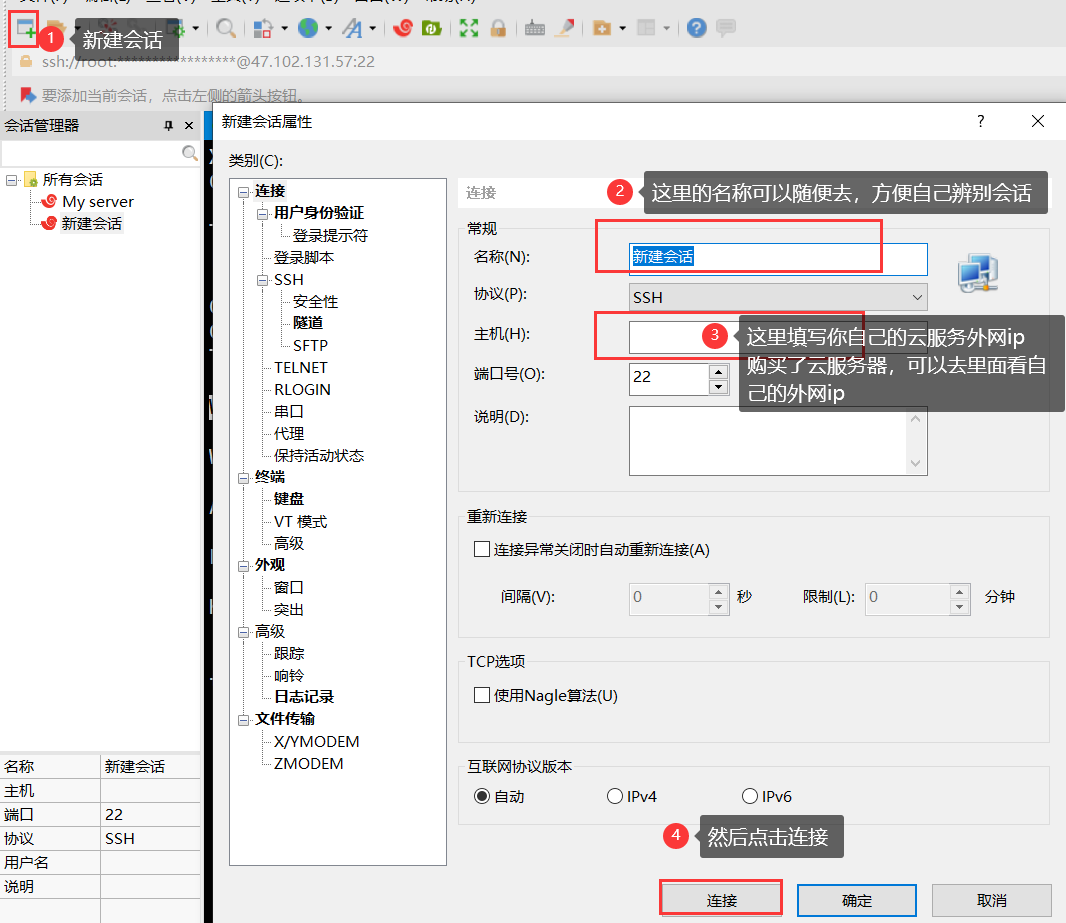 1
新建会话
ssh://root:*****************@47.102.131.57:22
要添加当前会话，点击左侧的箭头按钮。
会话管理器
所有会话
My server
新建会话
名称 新建会话
主机
端口 22
协议 SSH
用户名
说明
新建会话属性
?
类别(C):
连接
用户身份验证
登录提示符
登录脚本
SSH
安全性
隧道
SFTP
TELNET
RLOGIN
串口
代理
保持活动状态
终端
键盘
VT 模式
高级
外观
窗口
突出
高级
跟踪
响铃
日志记录
文件传输
X/YMODEM
ZMODEM
连接
2
这里的名称可以随便去，方便自己辨别会话
常规
名称(N): 新建会话
协议(P): SSH
主机(H):
3
这里填写你自己的云服务外网ip
购买了云服务器，可以去里面看自
己的外网ip
端口号(O): 22
说明(D):
重新连接
连接异常关闭时自动重新连接(A)
间隔(V): 0 秒 限制(L): 0 分钟
TCP选项
使用Nagle算法(U)
互联网协议版本
自动 IPv4 IPv6
4
然后点击连接
连接 确定 取消